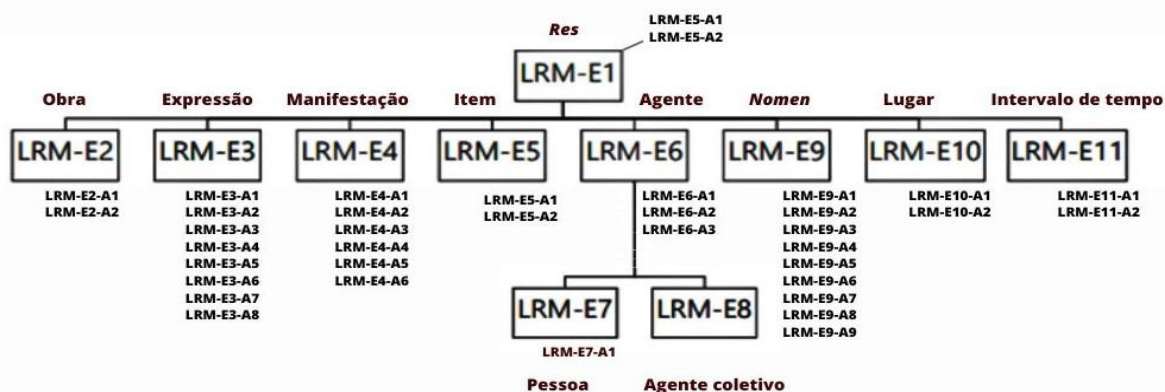 Res
LRM-E5-A1
LRM-E5-A2
LRM-E1
Obra
Expressão
Manifestação
Item
Agente
Nomen
Lugar
Intervalo de tempo
LRM-E2
LRM-E3
LRM-E4
LRM-E5
LRM-E6
LRM-E9
LRM-E10
LRM-E11
LRM-E2-A1
LRM-E2-A2
LRM-E3-A1
LRM-E3-A2
LRM-E3-A3
LRM-E3-A4
LRM-E3-A5
LRM-E3-A6
LRM-E3-A7
LRM-E3-A8
LRM-E4-A1
LRM-E4-A2
LRM-E4-A3
LRM-E4-A4
LRM-E4-A5
LRM-E4-A6
LRM-E5-A1
LRM-E5-A2
LRM-E6-A1
LRM-E6-A2
LRM-E6-A3
LRM-E9-A1
LRM-E9-A2
LRM-E9-A3
LRM-E9-A4
LRM-E9-A5
LRM-E9-A6
LRM-E9-A7
LRM-E9-A8
LRM-E9-A9
LRM-E10-A1
LRM-E10-A2
LRM-E11-A1
LRM-E11-A2
LRM-E7
LRM-E8
LRM-E7-A1
Pessoa
Agente coletivo